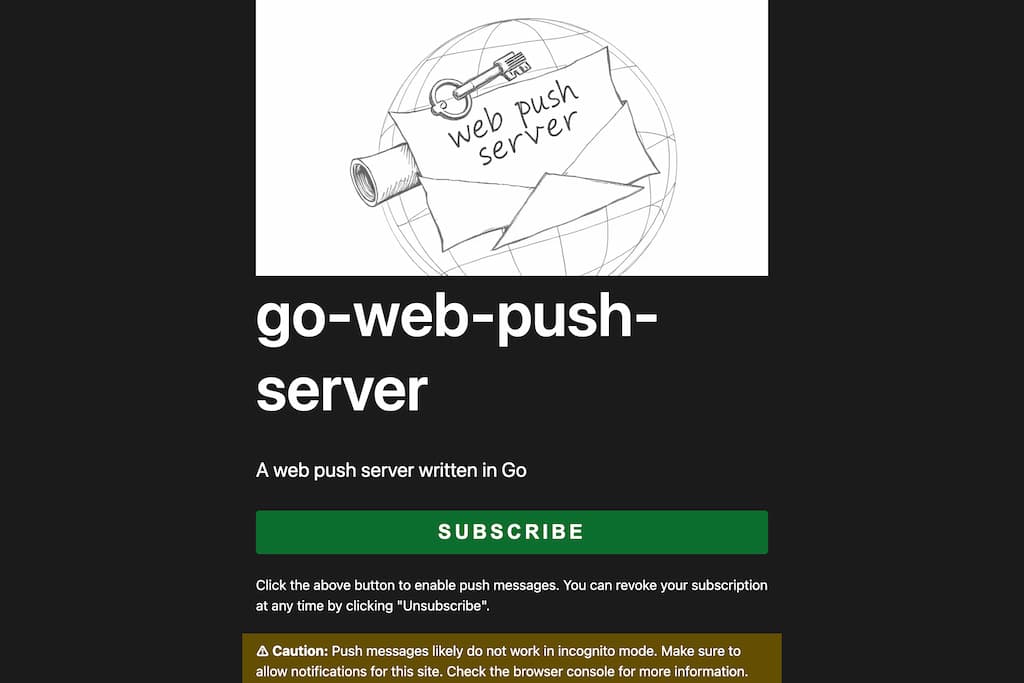 web push
server
go-web-push-
server
A web push server written in Go
SUBSCRIBE
Click the above button to enable push messages. You can revoke your subscription
at any time by clicking "Unsubscribe".
⚠ Caution: Push messages likely do not work in incognito mode. Make sure to
allow notifications for this site. Check the browser console for more information.